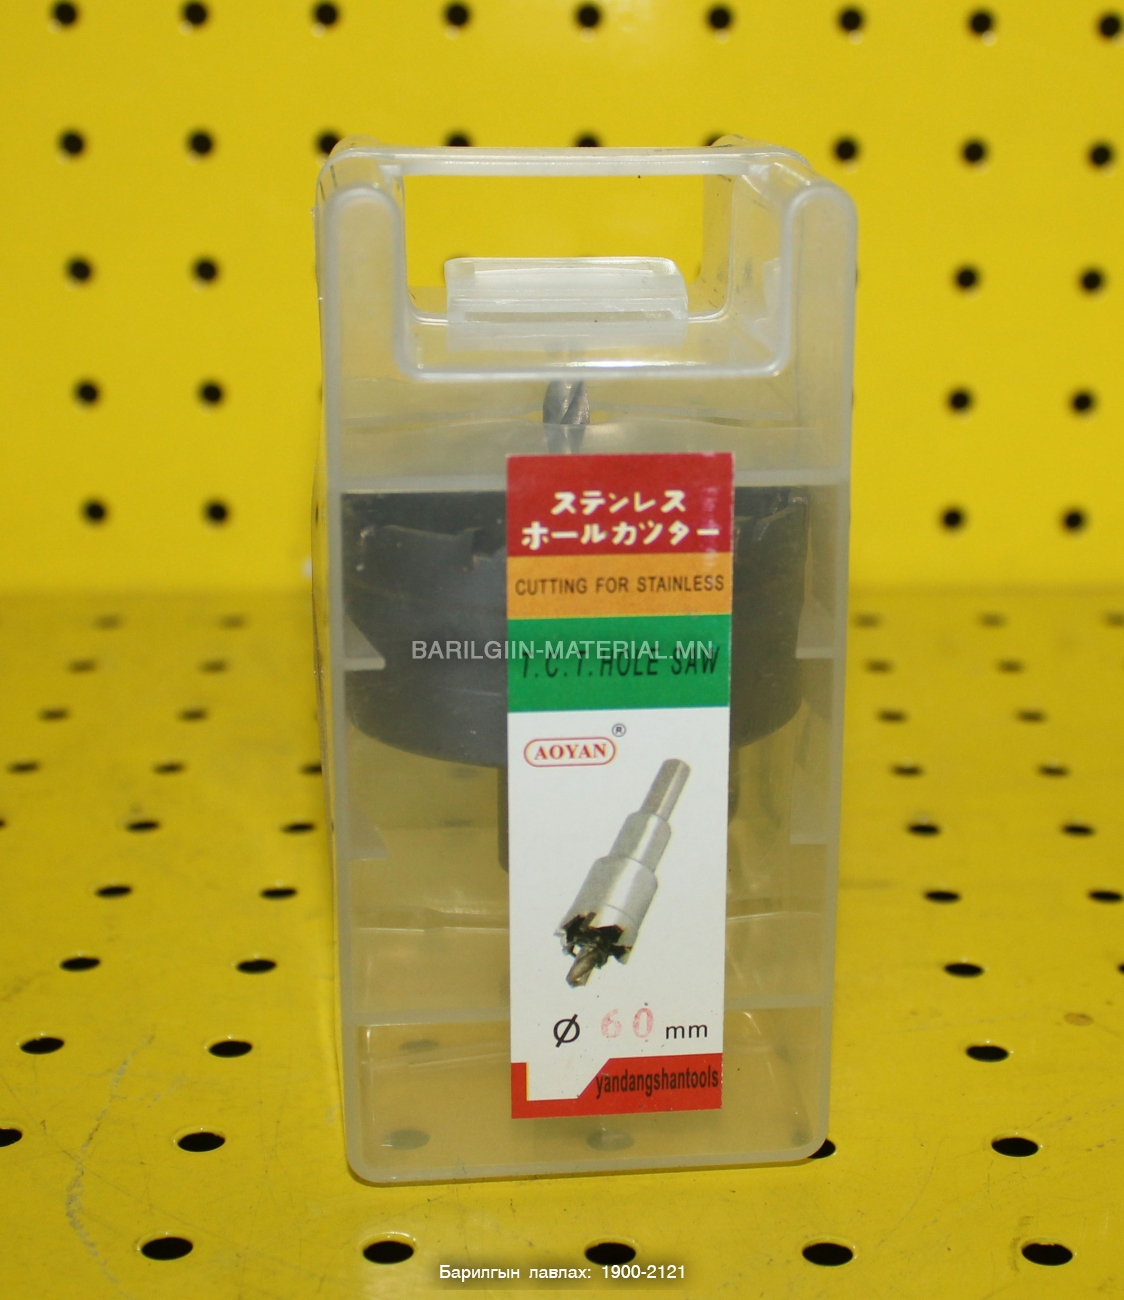 ステンレス
ホールカツター
CUTTING FOR STAINLESS
BARILGIIN-MATERIAL.MN
T.C.T. HOLE SAW
AOYAN ®
Ø 60 mm
yandangshantools
Барилгын лавлах: 1900-2121